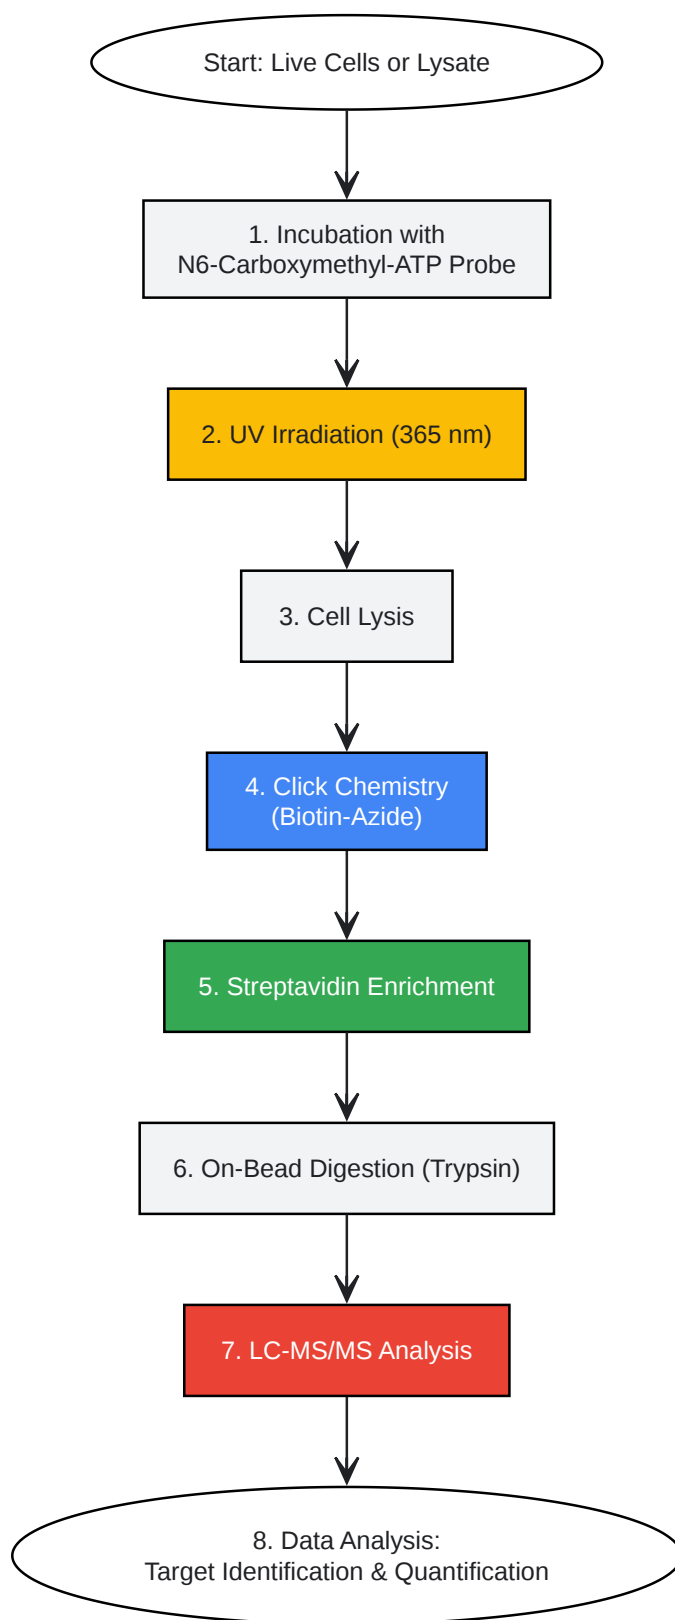 Start: Live Cells or Lysate
1. Incubation with
N6-Carboxymethyl-ATP Probe
2. UV Irradiation (365 nm)
3. Cell Lysis
4. Click Chemistry
(Biotin-Azide)
5. Streptavidin Enrichment
6. On-Bead Digestion (Trypsin)
7. LC-MS/MS Analysis
8. Data Analysis:
Target Identification & Quantification